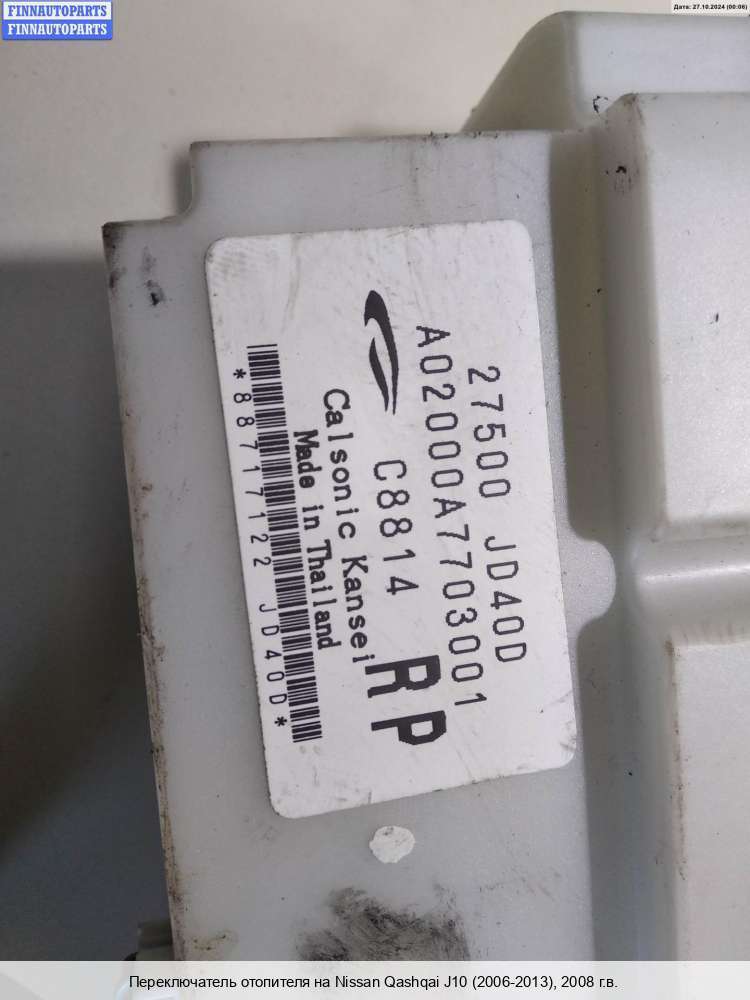 FINNAUTOPARTS
FINNAUTOPARTS
Дата: 27.10.2024 (00:06)
27500 JD40D
A02000A7703001
C8814 RP
Calsonic Kansei
Made in Thailand
*88717122 JD40D*
Переключатель отопителя на Nissan Qashqai J10 (2006-2013), 2008 г.в.